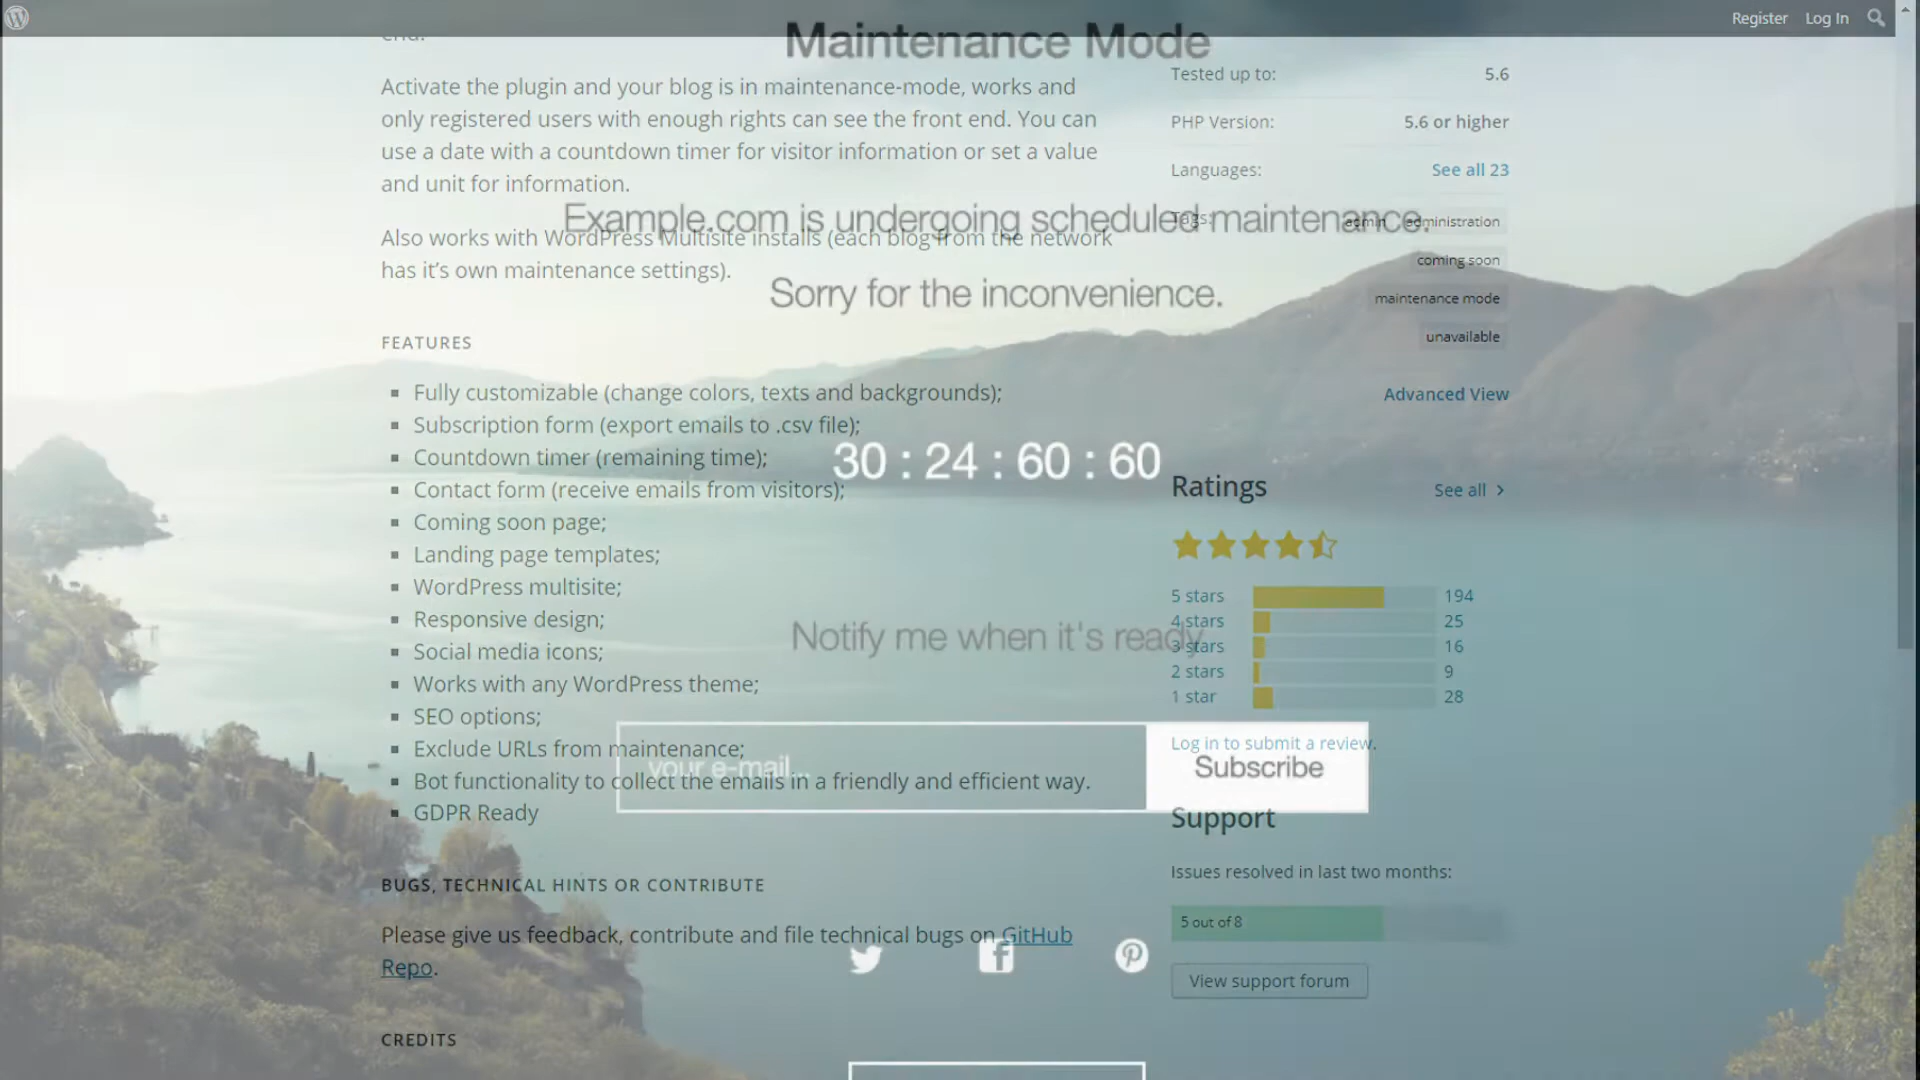 Register Log In
end.
Maintenance Mode
Activate the plugin and your blog is in maintenance-mode, works and
only registered users with enough rights can see the front end. You can
use a date with a countdown timer for visitor information or set a value
and unit for information.
Also works with WordPress Multisite installs (each blog from the network
has it’s own maintenance settings).
FEATURES
Fully customizable (change colors, texts and backgrounds);
Subscription form (export emails to .csv file);
Countdown timer (remaining time);
Contact form (receive emails from visitors);
Coming soon page;
Landing page templates;
WordPress multisite;
Responsive design;
Social media icons;
Works with any WordPress theme;
SEO options;
Exclude URLs from maintenance;
Bot functionality to collect the emails in a friendly and efficient way.
GDPR Ready
BUGS, TECHNICAL HINTS OR CONTRIBUTE
Please give us feedback, contribute and file technical bugs on GitHub
Repo.
CREDITS
Example.com is undergoing scheduled maintenance.
Sorry for the inconvenience.
30 : 24 : 60 : 60
Notify me when it's ready
your e-mail...
Subscribe
Tested up to: 5.6
PHP Version: 5.6 or higher
Languages: See all 23
Tags: admin administration
coming soon
maintenance mode
unavailable
Advanced View
Ratings See all
5 stars 194
4 stars 25
3 stars 16
2 stars 9
1 star 28
Log in to submit a review.
Support
Issues resolved in last two months:
5 out of 8
View support forum